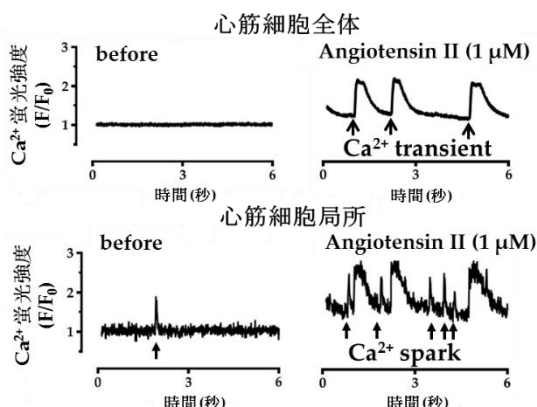 心筋細胞全体
before
Angiotensin II (1 μM)
Ca²⁺ 蛍光強度
(F/F₀)
3
2
1
Ca²⁺ transient
0
3
6
0
3
6
時間(秒)
時間(秒)
心筋細胞局所
before
Angiotensin II (1 μM)
Ca²⁺ 蛍光強度
(F/F₀)
3
2
1
Ca²⁺ spark
0
3
6
0
3
6
時間(秒)
時間(秒)